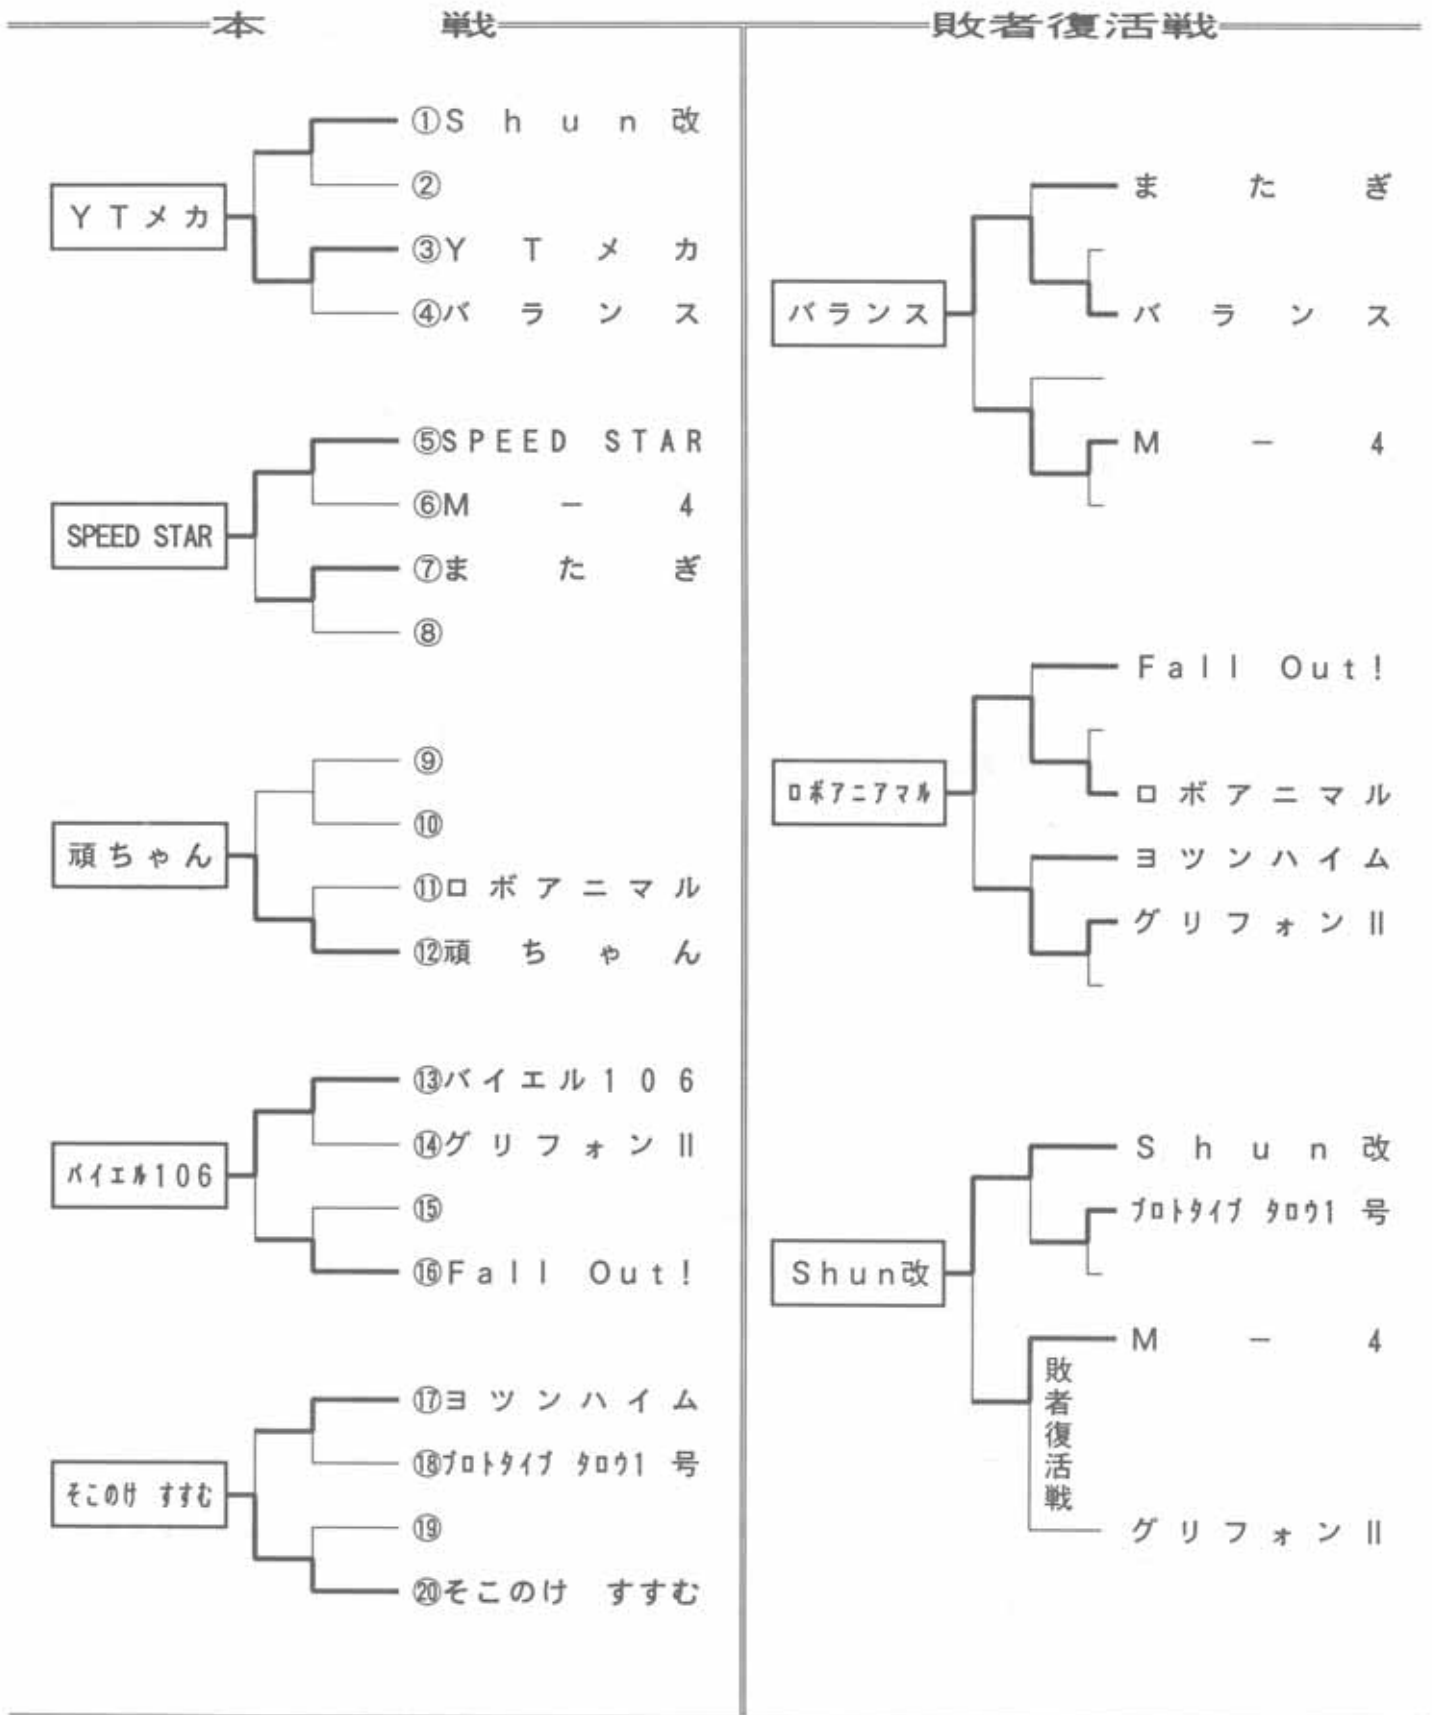 本 戦
YTメカ
①Shun改
②
③YTメカ
④バランス
SPEED STAR
⑤SPEED STAR
⑥M－4
⑦またぎ
⑧
頑ちゃん
⑨
⑩
⑪ロボアニマル
⑫頑ちゃん
バイエル106
⑬バイエル106
⑭グリフォンⅡ
⑮
⑯Fall Out!
そこのけ すすむ
⑰ヨツンハイム
⑱プロトタイプ タロウ1号
⑲
⑳そこのけ すすむ
敗者復活戦
バランス
またぎ
バランス
M－4
ロボアニアマル
Fall Out!
ロボアニマル
ヨツンハイム
グリフォンⅡ
Shun改
Shun改
プロトタイプ タロウ1号
M－4
敗者復活戦
グリフォンⅡ